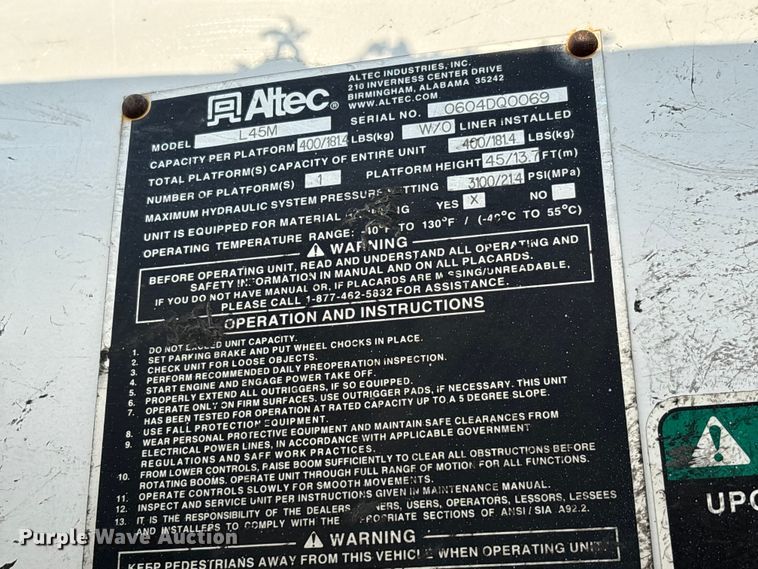 ALTEC INDUSTRIES, INC.
210 INVERNESS CENTER DRIVE
BIRMINGHAM, ALABAMA 35242
WWW.ALTEC.COM
Altec®
MODEL L45M SERIAL NO. 0604DQ0069
CAPACITY PER PLATFORM 400/181.4 LBS(kg) W/O LINER INSTALLED
TOTAL PLATFORM(S) CAPACITY OF ENTIRE UNIT 400/181.4 LBS(kg)
NUMBER OF PLATFORM(S) 1 PLATFORM HEIGHT 45/13.7 FT(m)
MAXIMUM HYDRAULIC SYSTEM PRESSURE SETTING 3100/21.4 PSI(MPa)
UNIT IS EQUIPPED FOR MATERIAL YES X NO
OPERATING TEMPERATURE RANGE: TO 130°F / (-40°C TO 55°C)
WARNING
BEFORE OPERATING UNIT, READ AND UNDERSTAND ALL OPERATING AND
SAFETY INFORMATION IN MANUAL AND ON ALL PLACARDS.
IF YOU DO NOT HAVE MANUAL OR, IF PLACARDS ARE MISSING/UNREADABLE,
PLEASE CALL 1-877-462-5832 FOR ASSISTANCE.
OPERATION AND INSTRUCTIONS
1. DO NOT EXCEED UNIT CAPACITY.
2. SET PARKING BRAKE AND PUT WHEEL CHOCKS IN PLACE.
3. CHECK UNIT FOR LOOSE OBJECTS.
4. PERFORM RECOMMENDED DAILY PREOPERATION INSPECTION.
5. START ENGINE AND ENGAGE POWER TAKE OFF.
6. PROPERLY EXTEND ALL OUTRIGGERS, IF SO EQUIPPED.
7. OPERATE ONLY ON FIRM SURFACES. USE OUTRIGGER PADS, IF NECESSARY. THIS UNIT
HAS BEEN TESTED FOR OPERATION AT RATED CAPACITY UP TO A 5 DEGREE SLOPE.
8. USE FALL PROTECTION EQUIPMENT.
9. WEAR PERSONAL PROTECTIVE EQUIPMENT AND MAINTAIN SAFE CLEARANCES FROM
ELECTRICAL POWER LINES, IN ACCORDANCE WITH APPLICABLE GOVERNMENT
REGULATIONS AND SAFE WORK PRACTICES.
10. FROM LOWER CONTROLS, RAISE BOOM SUFFICIENTLY TO CLEAR ALL OBSTRUCTIONS BEFORE
ROTATING BOOMS. OPERATE UNIT THROUGH FULL RANGE OF MOTION FOR ALL FUNCTIONS.
11. OPERATE CONTROLS SLOWLY FOR SMOOTH MOVEMENTS.
12. INSPECT AND SERVICE UNIT PER INSTRUCTIONS GIVEN IN MAINTENANCE MANUAL.
13. IT IS THE RESPONSIBILITY OF THE DEALERS, USERS, OPERATORS, LESSORS, LESSEES
AND INSTALLERS TO COMPLY WITH THE SECTIONS OF ANSI / SIA A92.2.
WARNING
KEEP PEDESTRIANS AWAY FROM THIS VEHICLE WHEN OPERATING UNIT
UPO
Purple Wave Auction